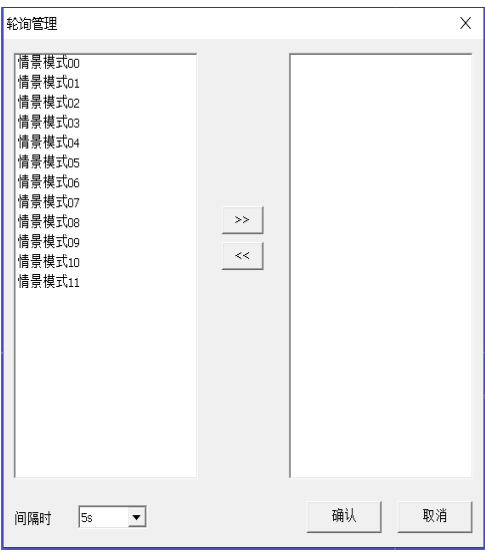 轮询管理
情景模式00
情景模式01
情景模式02
情景模式03
情景模式04
情景模式05
情景模式06
情景模式07
情景模式08
情景模式09
情景模式10
情景模式11
>>
<<
间隔时 5s
确认 取消